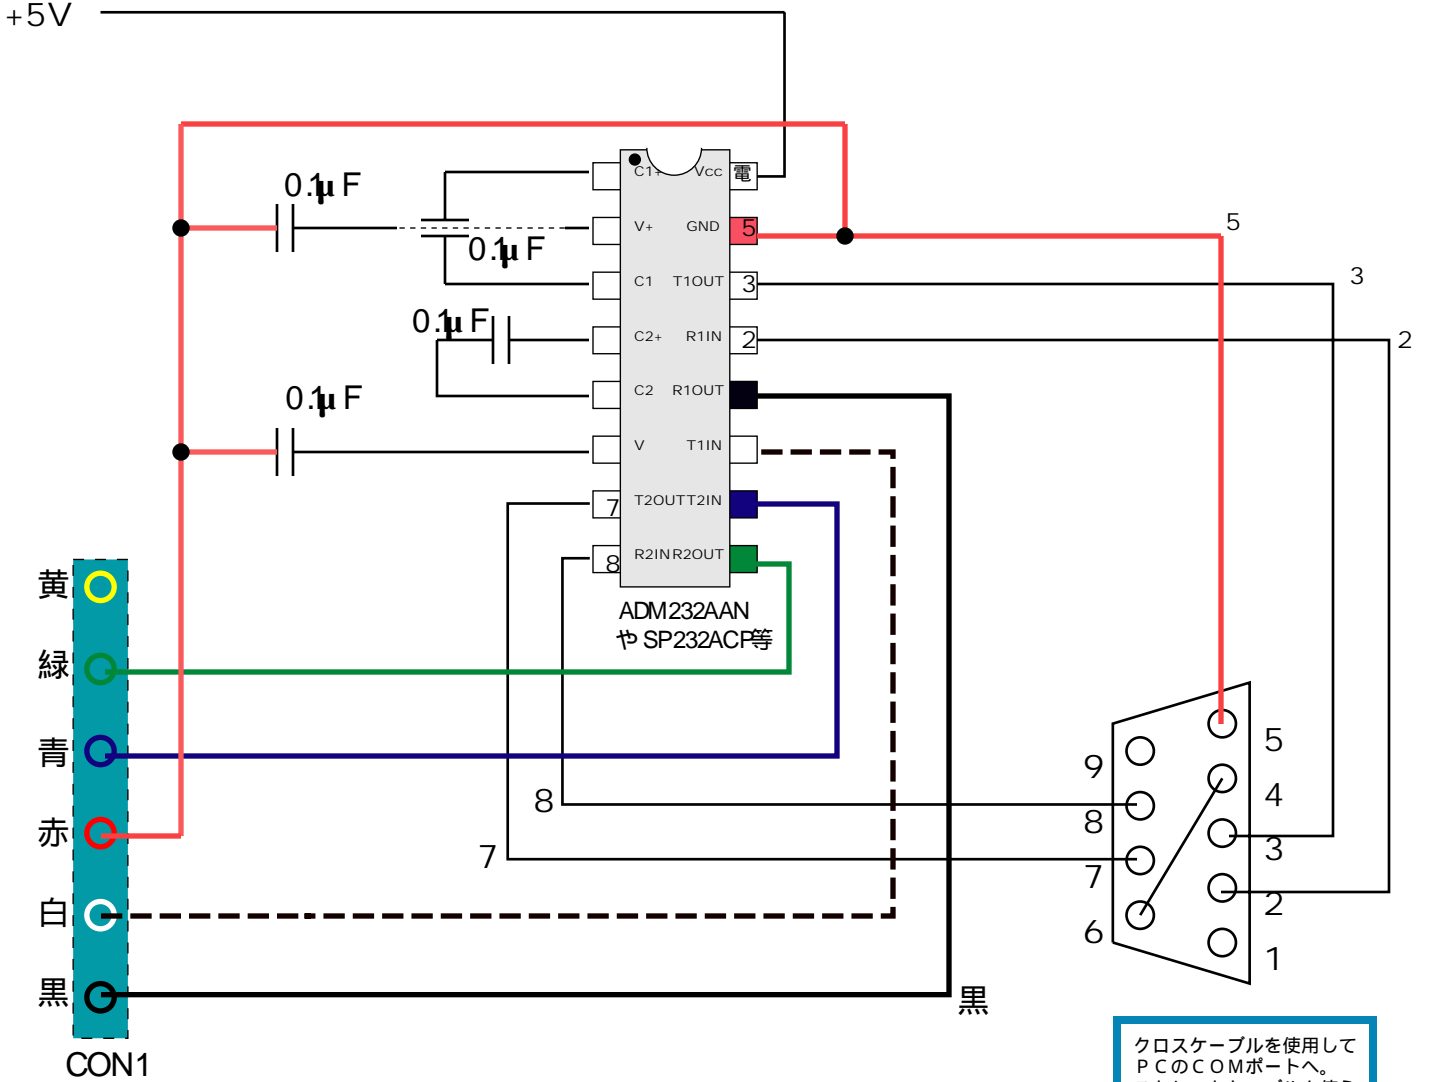 +5V
0.1μF
0.1μF
0.1μF
0.1μF
C1+ Vcc 電
V+ GND 5
C1 T1OUT 3
C2+ R1IN 2
C2 R1OUT
V T1IN
7 T2OUT T2IN
8 R2IN R2OUT
ADM232AAN
や SP232ACP等
5
3
2
黄
緑
青
赤
白
黒
CON1
8
7
黒
5
9
4
8
3
7
2
6
1
クロスケーブルを使用して
PCのCOMポートへ。